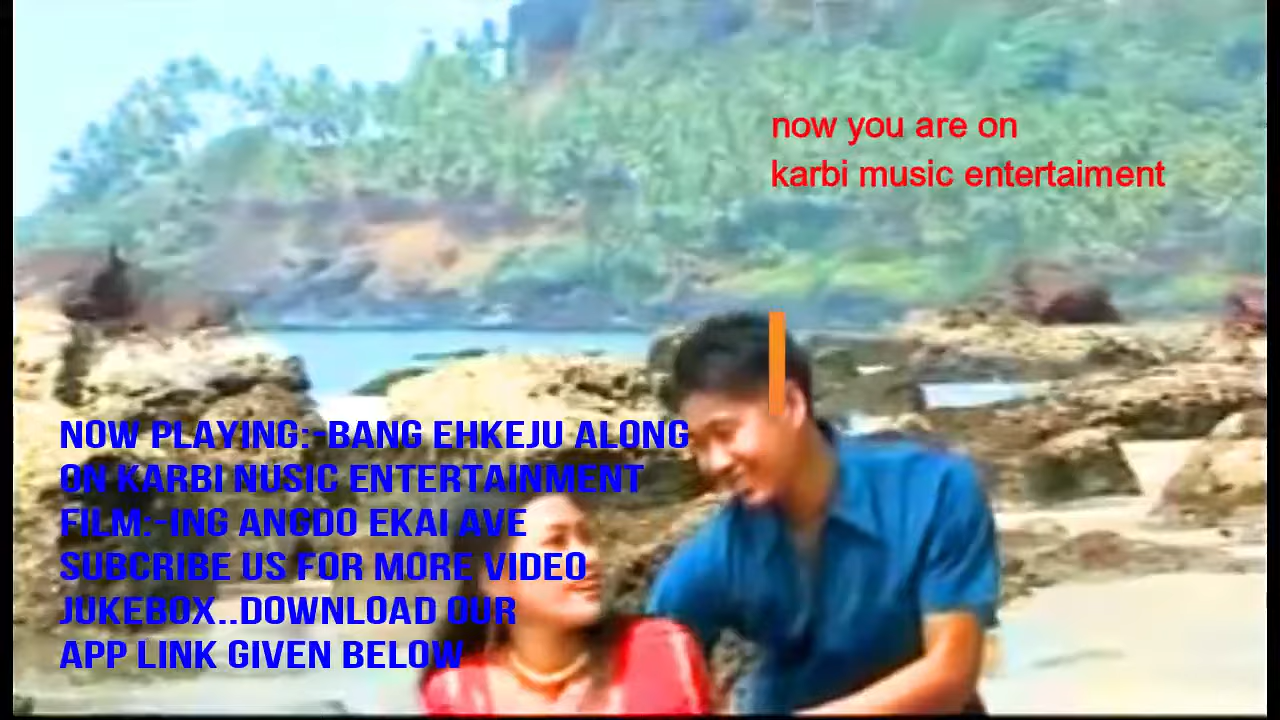 now you are on
karbi music entertaiment
NOW PLAYING:-BANG EHKEJU ALONG
ON KARBI NUSIC ENTERTAINMENT
FILM:-ING ANGDO EKAI AVE
SUBCRIBE US FOR MORE VIDEO
JUKEBOX..DOWNLOAD OUR
APP LINK GIVEN BELOW